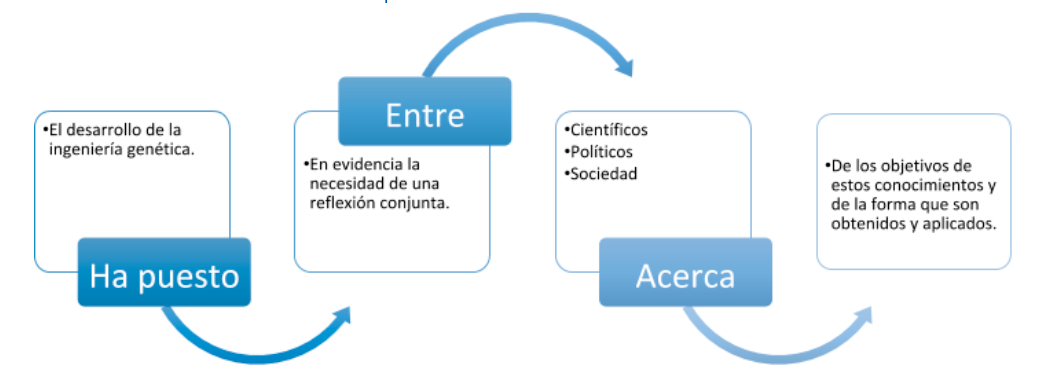 •El desarrollo de la
ingeniería genética.
Ha puesto
•En evidencia la
necesidad de una
reflexión conjunta.
Entre
•Científicos
•Políticos
•Sociedad
Acerca
•De los objetivos de
estos conocimientos y
de la forma que son
obtenidos y aplicados.